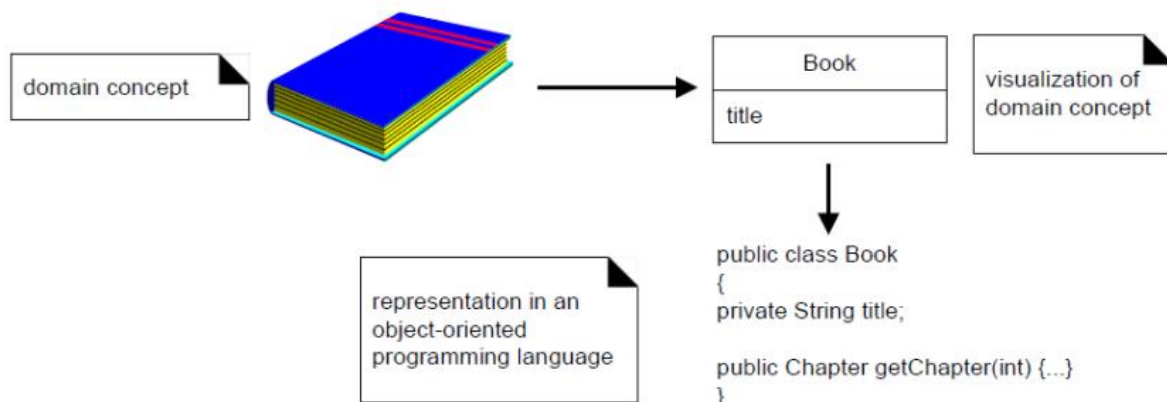 domain concept
Book
title
visualization of
domain concept
representation in an
object-oriented
programming language
public class Book
{
private String title;
public Chapter getChapter(int) {...}
}